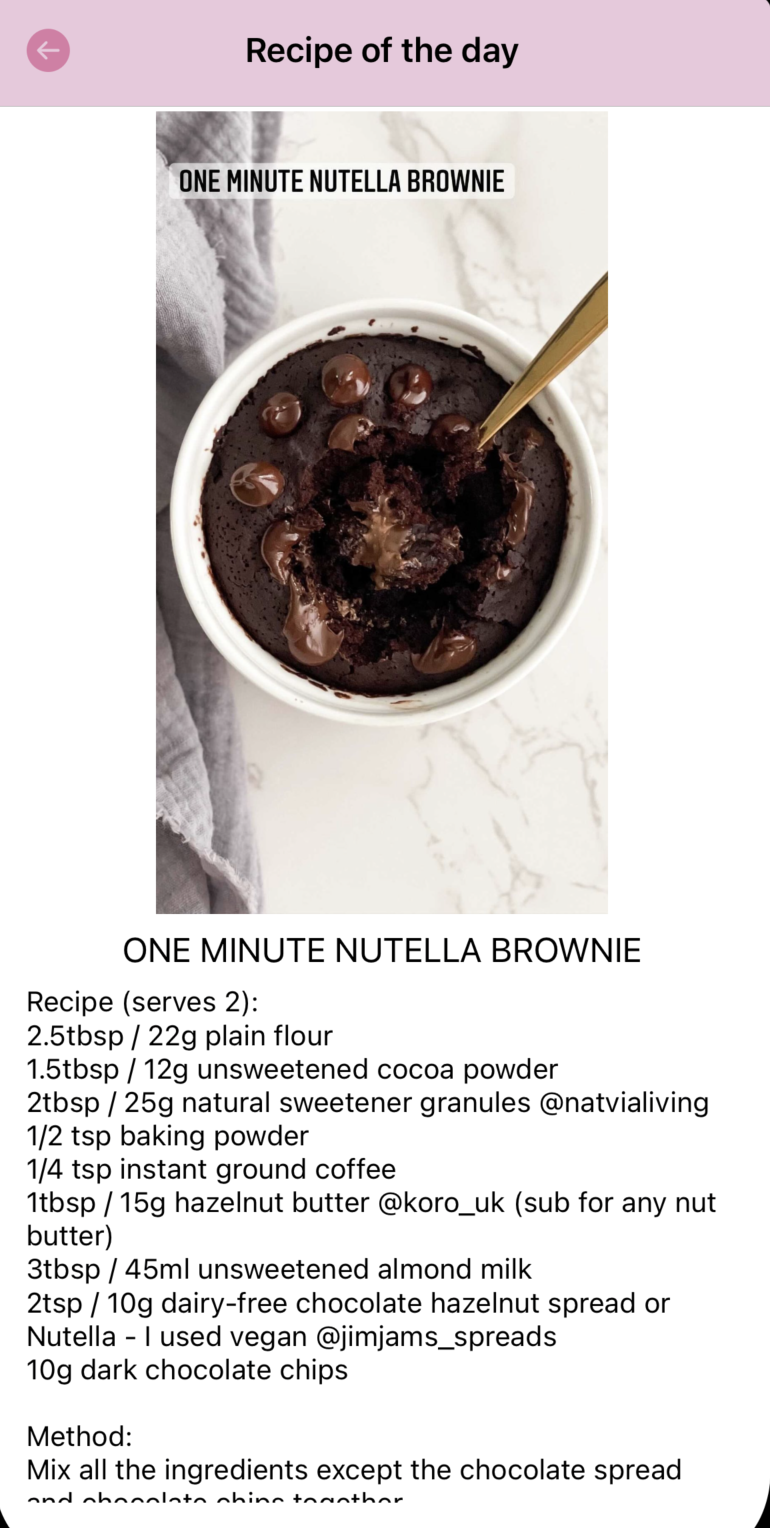 Recipe of the day
ONE MINUTE NUTELLA BROWNIE
ONE MINUTE NUTELLA BROWNIE
Recipe (serves 2):
2.5tbsp / 22g plain flour
1.5tbsp / 12g unsweetened cocoa powder
2tbsp / 25g natural sweetener granules @natvialiving
1/2 tsp baking powder
1/4 tsp instant ground coffee
1tbsp / 15g hazelnut butter @koro_uk (sub for any nut
butter)
3tbsp / 45ml unsweetened almond milk
2tsp / 10g dairy-free chocolate hazelnut spread or
Nutella - I used vegan @jimjams_spreads
10g dark chocolate chips
Method:
Mix all the ingredients except the chocolate spread
and chocolate chips together